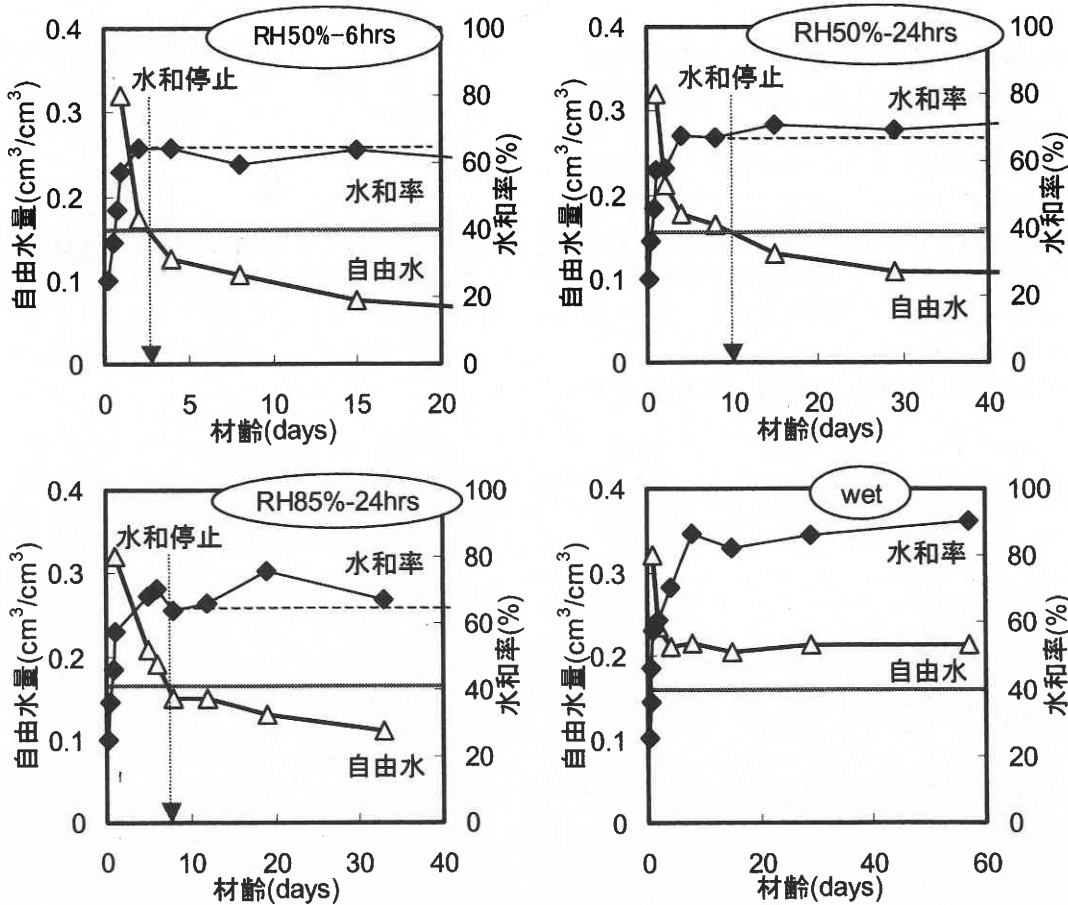 RH50%-6hrs
水和停止
水和率
自由水
自由水量(cm³/cm³)
0.4
0.3
0.2
0.1
0
水和率(%)
100
80
60
40
20
0
0 5 10 15 20
材齢(days)
RH50%-24hrs
水和停止
水和率
自由水
自由水量(cm³/cm³)
0.4
0.3
0.2
0.1
0
水和率(%)
100
80
60
40
20
0
0 10 20 30 40
材齢(days)
RH85%-24hrs
水和停止
水和率
自由水
自由水量(cm³/cm³)
0.4
0.3
0.2
0.1
0
水和率(%)
100
80
60
40
20
0
0 10 20 30 40
材齢(days)
wet
水和率
自由水
自由水量(cm³/cm³)
0.4
0.3
0.2
0.1
0
水和率(%)
100
80
60
40
20
0
0 20 40 60
材齢(days)